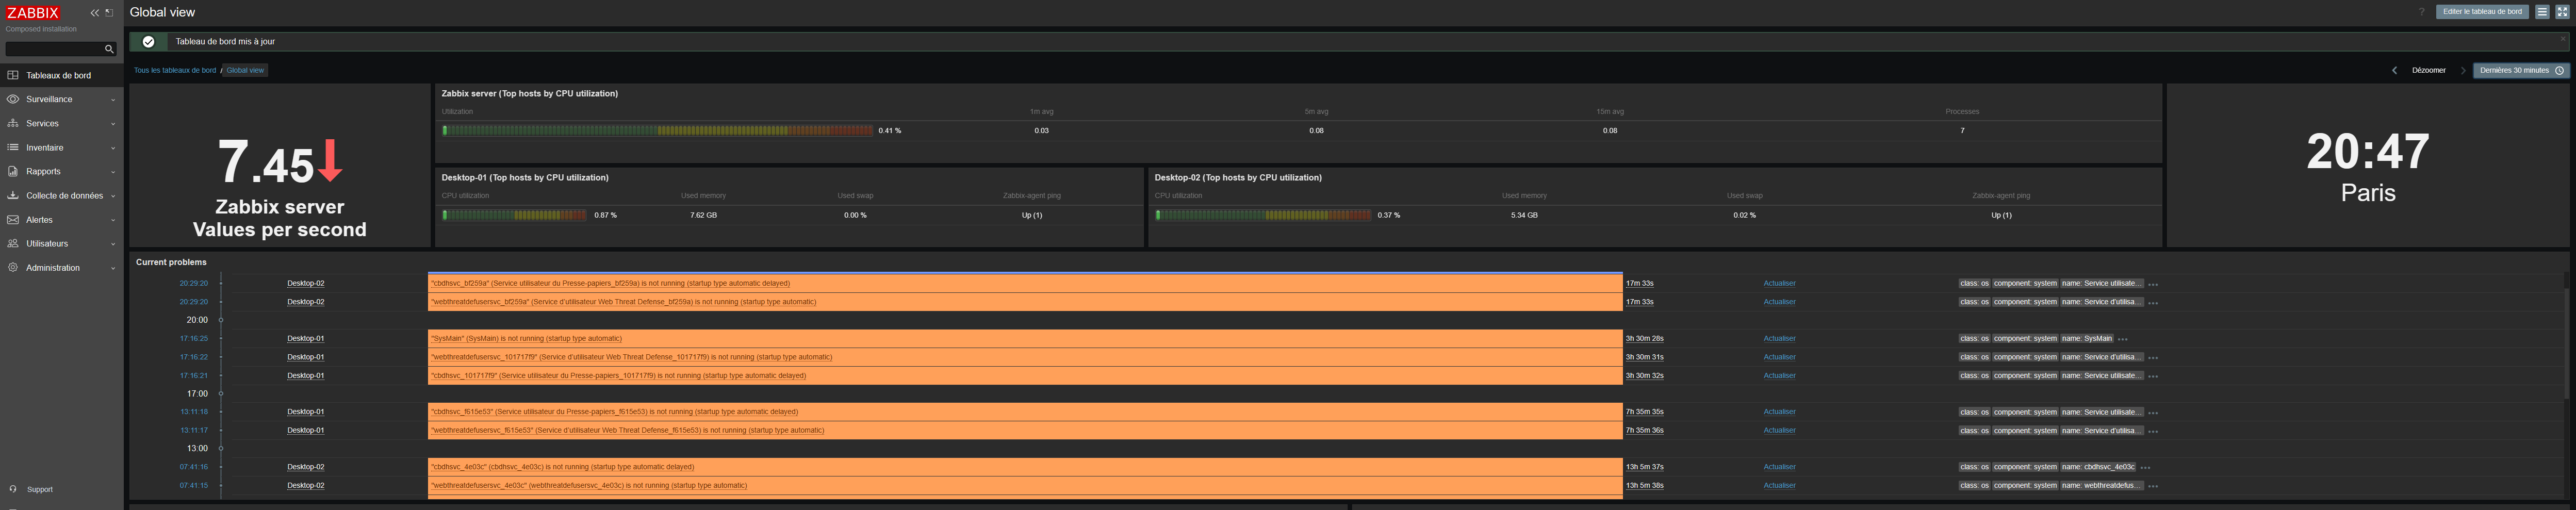 ZABBIX
Composed installation
Tableaux de bord
Surveillance
Services
Inventaire
Rapports
Collecte de données
Alertes
Utilisateurs
Administration
Support
Global view
? Editer le tableau de bord
Tableau de bord mis à jour
Tous les tableaux de bord / Global view
Dézoomer Dernières 30 minutes
7.45
Zabbix server
Values per second
Zabbix server (Top hosts by CPU utilization)
Utilization 1m avg 5m avg 15m avg Processes
0.41 % 0.03 0.08 0.08 7
Desktop-01 (Top hosts by CPU utilization)
CPU utilization Used memory Used swap Zabbix-agent ping
0.87 % 7.62 GB 0.00 % Up (1)
Desktop-02 (Top hosts by CPU utilization)
CPU utilization Used memory Used swap Zabbix-agent ping
0.37 % 5.34 GB 0.02 % Up (1)
20:47
Paris
Current problems
20:29:20 Desktop-02 "cbdhsvc_bf259a" (Service utilisateur du Presse-papiers_bf259a) is not running (startup type automatic delayed) 17m 33s Actualiser class: os component: system name: Service utilisate...
20:29:20 Desktop-02 "webthreatdefusersvc_bf259a" (Service d'utilisateur Web Threat Defense_bf259a) is not running (startup type automatic) 17m 33s Actualiser class: os component: system name: Service d'utilisa...
20:00
17:16:25 Desktop-01 "SysMain" (SysMain) is not running (startup type automatic) 3h 30m 28s Actualiser class: os component: system name: SysMain
17:16:22 Desktop-01 "webthreatdefusersvc_101717f9" (Service d'utilisateur Web Threat Defense_101717f9) is not running (startup type automatic) 3h 30m 31s Actualiser class: os component: system name: Service d'utilisa...
17:16:21 Desktop-01 "cbdhsvc_101717f9" (Service utilisateur du Presse-papiers_101717f9) is not running (startup type automatic delayed) 3h 30m 32s Actualiser class: os component: system name: Service utilisate...
17:00
13:11:18 Desktop-01 "cbdhsvc_f615e53" (Service utilisateur du Presse-papiers_f615e53) is not running (startup type automatic delayed) 7h 35m 35s Actualiser class: os component: system name: Service utilisate...
13:11:17 Desktop-01 "webthreatdefusersvc_f615e53" (Service d'utilisateur Web Threat Defense_f615e53) is not running (startup type automatic) 7h 35m 36s Actualiser class: os component: system name: Service d'utilisa...
13:00
07:41:16 Desktop-02 "cbdhsvc_4e03c" (cbdhsvc_4e03c) is not running (startup type automatic delayed) 13h 5m 37s Actualiser class: os component: system name: cbdhsvc_4e03c
07:41:15 Desktop-02 "webthreatdefusersvc_4e03c" (webthreatdefusersvc_4e03c) is not running (startup type automatic) 13h 5m 38s Actualiser class: os component: system name: webthreatdefus...